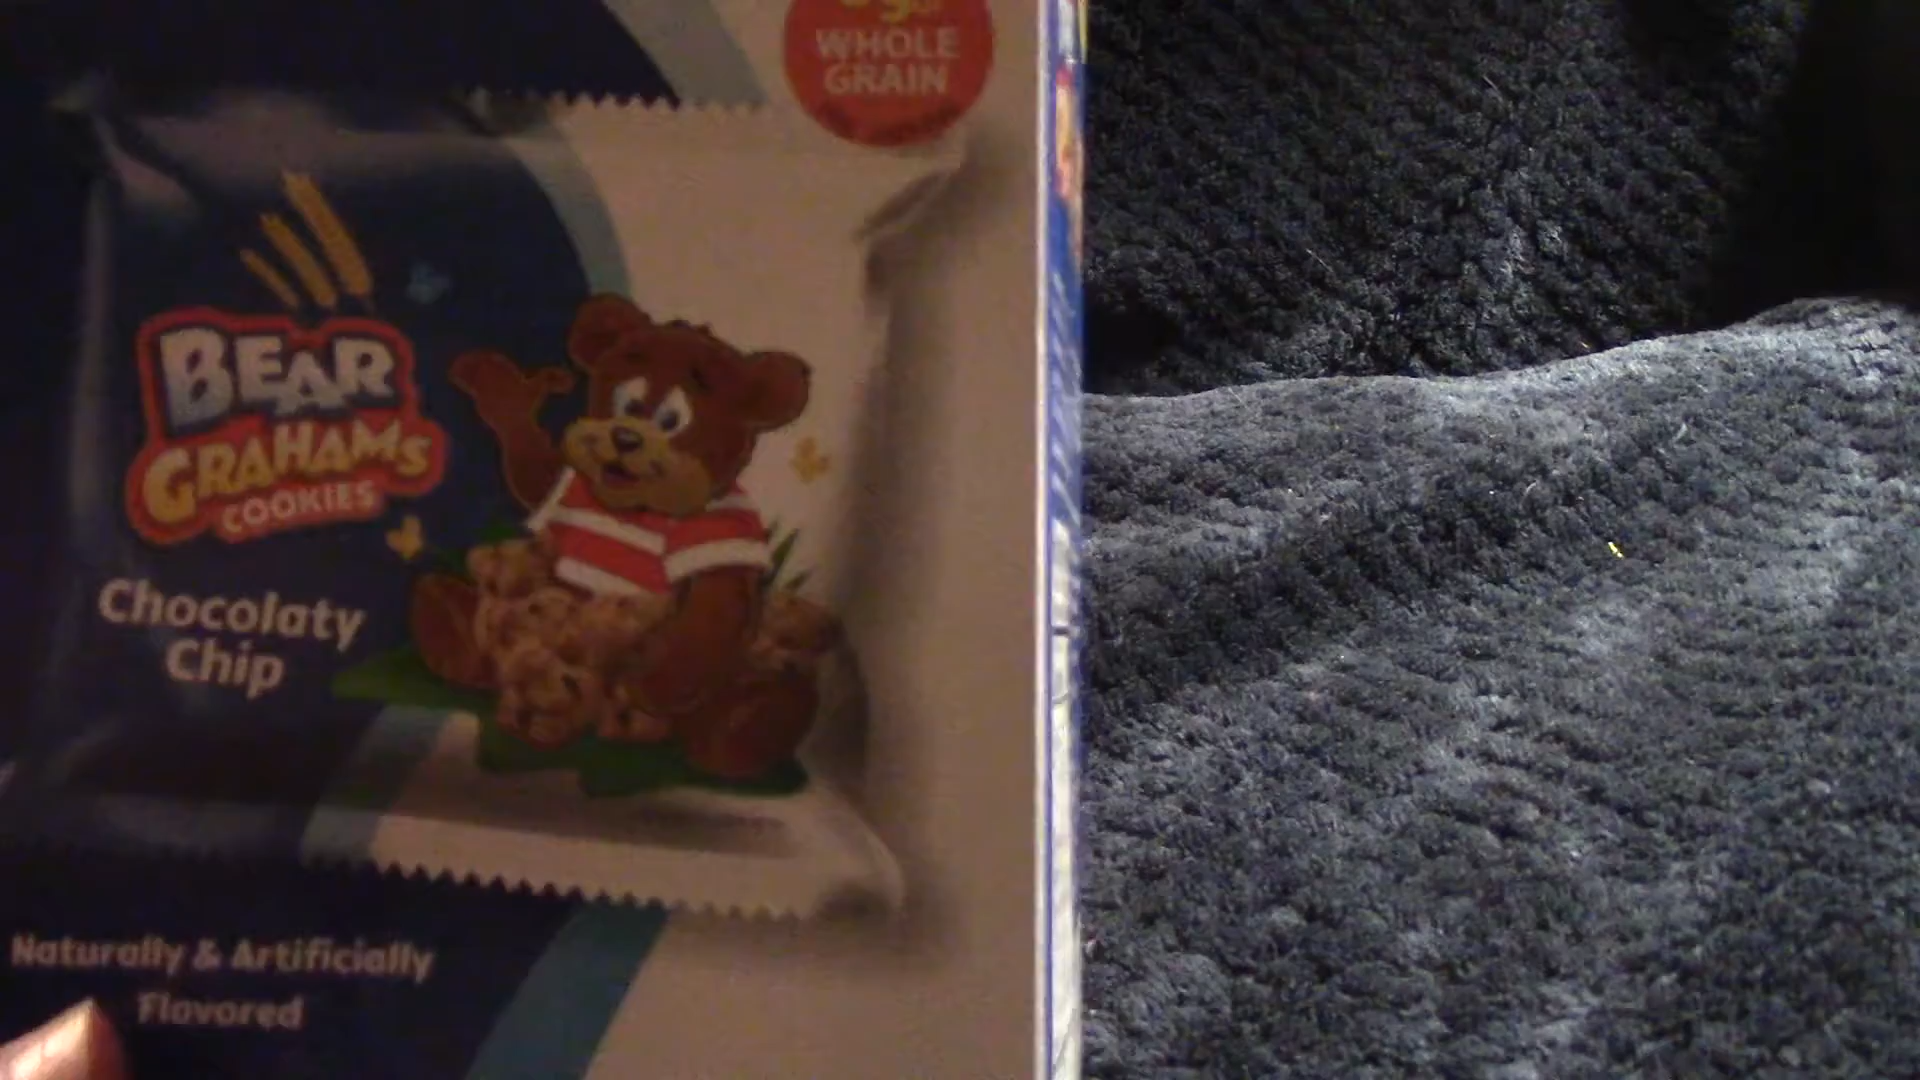 WHOLE
GRAIN
BEAR
GRAHAMS
COOKIES
Chocolaty
Chip
Naturally & Artificially
Flavored